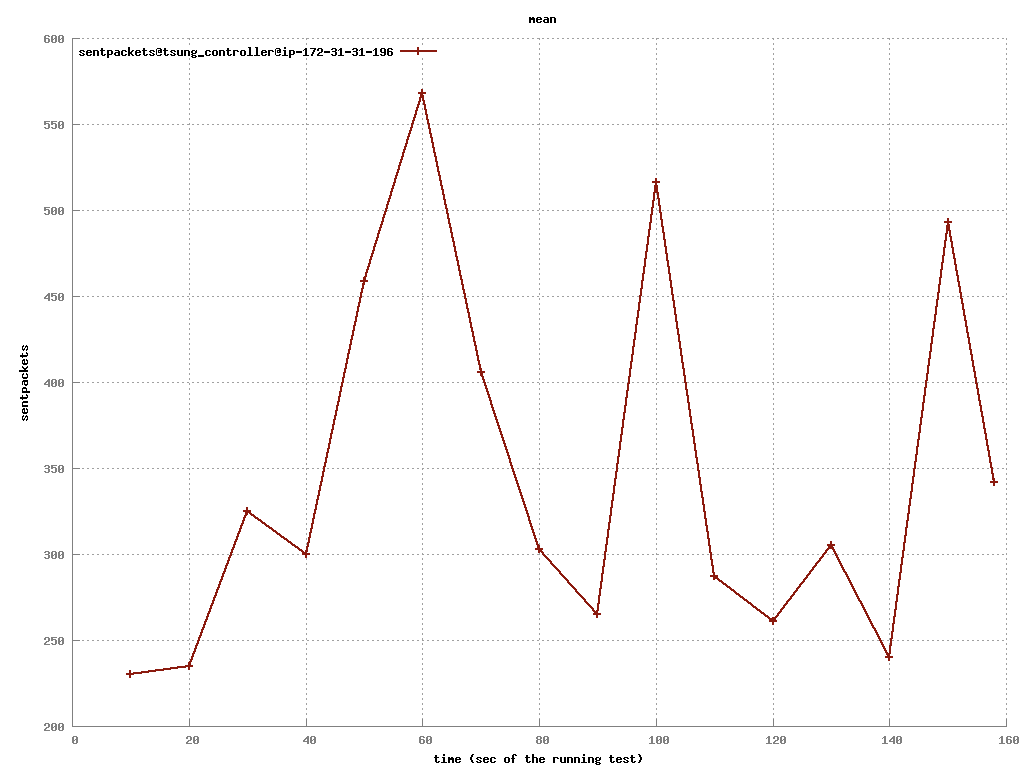 mean
600
sentpackets@tsung_controller@ip-172-31-31-196
550
500
450
400
sentpackets
350
300
250
200
0 20 40 60 80 100 120 140 160
time (sec of the running test)